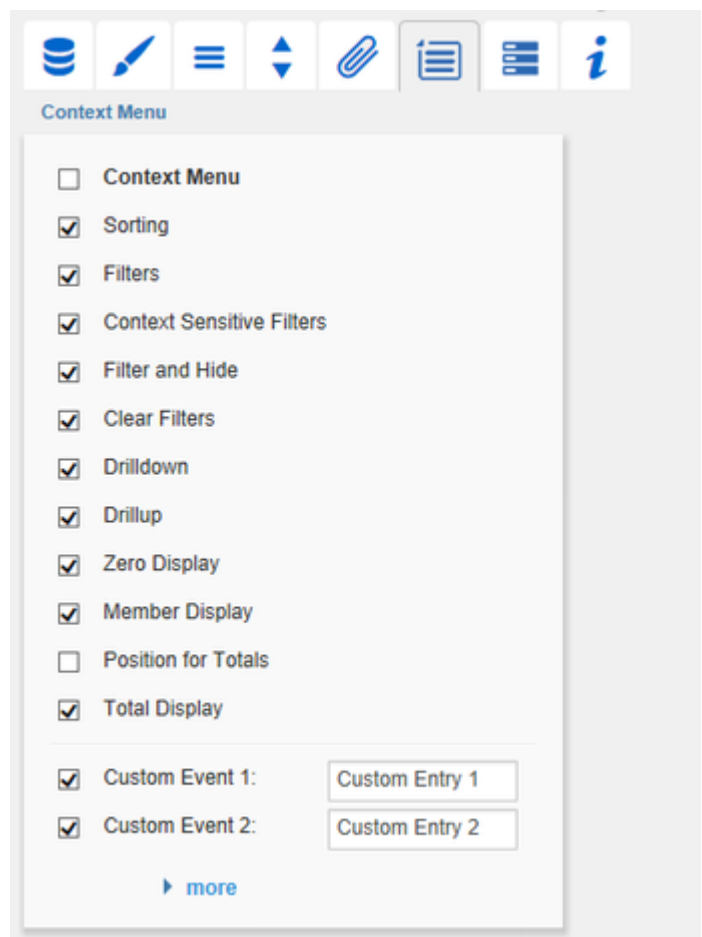 Context Menu
Context Menu
Sorting
Filters
Context Sensitive Filters
Filter and Hide
Clear Filters
Drilldown
Drillup
Zero Display
Member Display
Position for Totals
Total Display
Custom Event 1: Custom Entry 1
Custom Event 2: Custom Entry 2
more